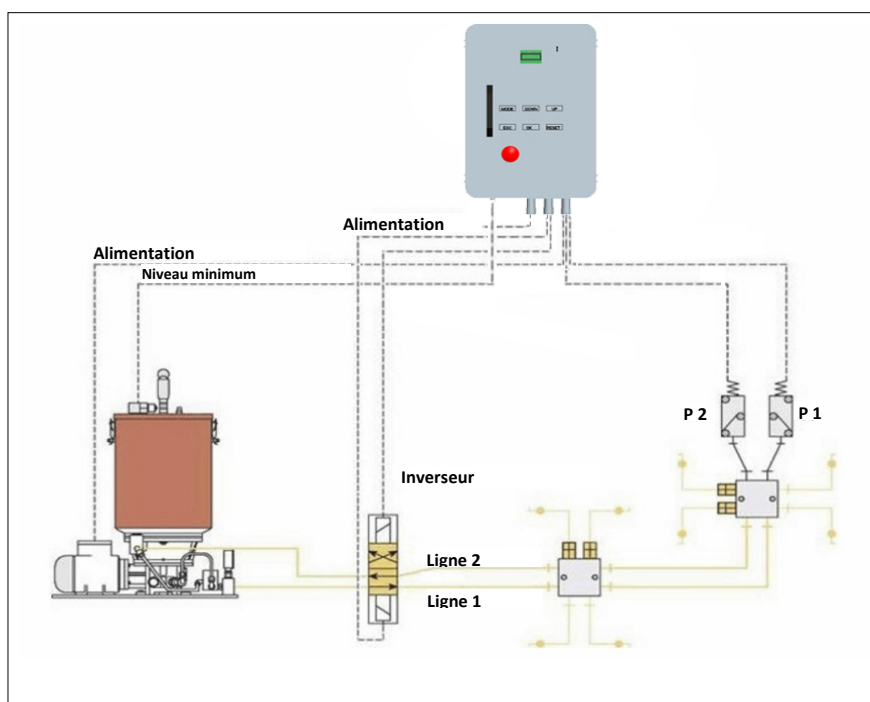 MODE DOWN UP
ESC OK RESET
Alimentation
Alimentation
Niveau minimum
P 2 P 1
Inverseur
Ligne 2
Ligne 1